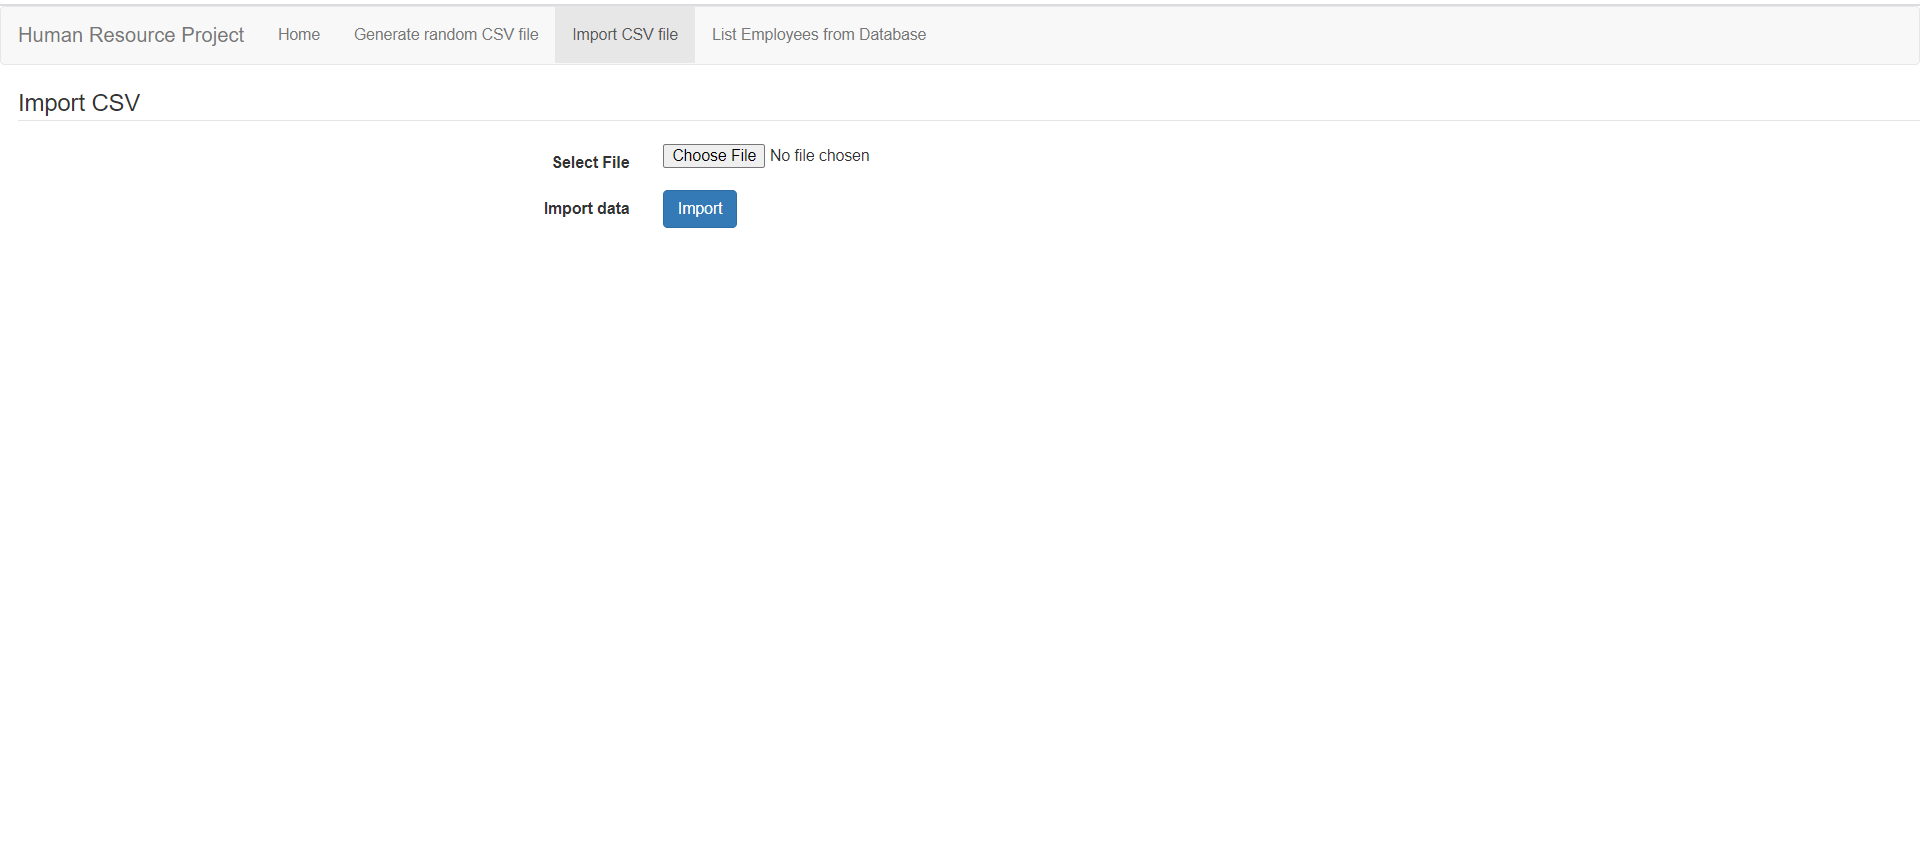 Human Resource Project Home Generate random CSV file Import CSV file List Employees from Database
Import CSV
Select File Choose File No file chosen
Import data Import